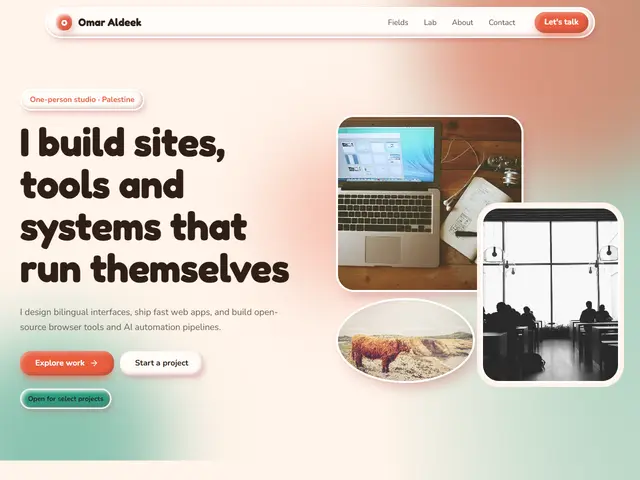 Omar Aldeek
Fields
Lab
About
Contact
Let's talk
One-person studio · Palestine
I build sites,
tools and
systems that
run themselves
I design bilingual interfaces, ship fast web apps, and build open-
source browser tools and AI automation pipelines.
Explore work →
Start a project
Open for select projects